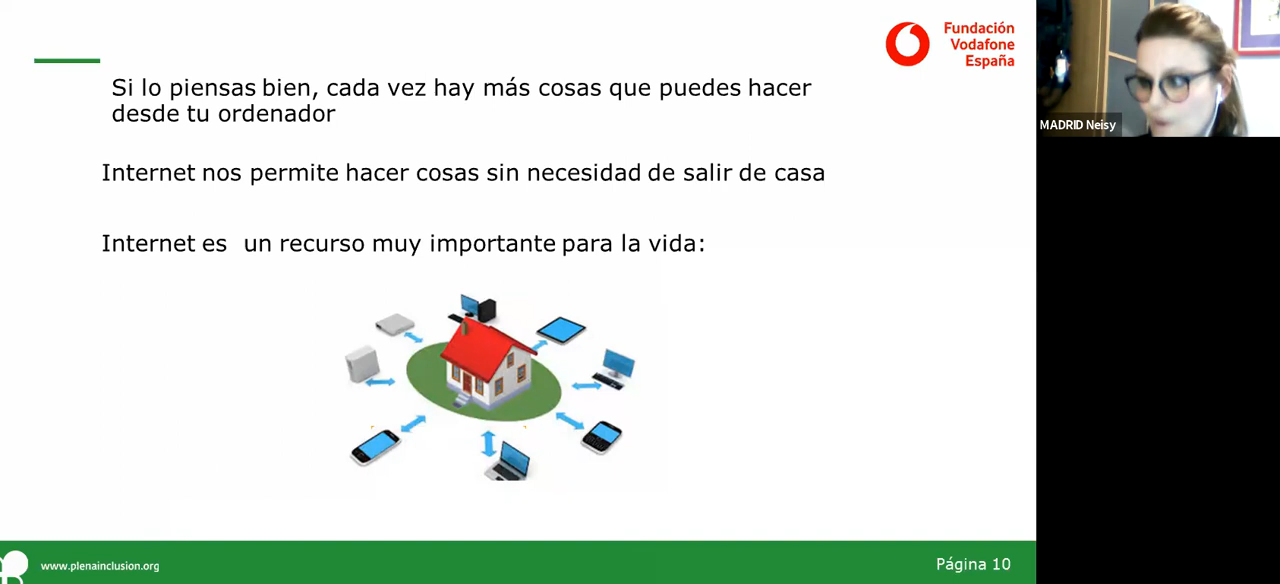 Fundación
Vodafone
España
Si lo piensas bien, cada vez hay más cosas que puedes hacer
desde tu ordenador
Internet nos permite hacer cosas sin necesidad de salir de casa
Internet es  un recurso muy importante para la vida:
www.plenainclusion.org
Página 10
MADRID Neisy